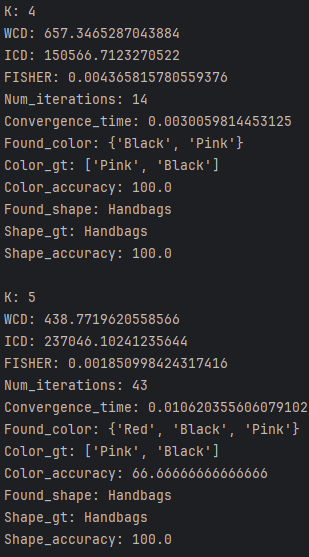 K: 4
WCD: 657.3465287043884
ICD: 150566.7123270522
FISHER: 0.004365815780559376
Num_iterations: 14
Convergence_time: 0.0030059814453125
Found_color: {'Black', 'Pink'}
Color_gt: ['Pink', 'Black']
Color_accuracy: 100.0
Found_shape: Handbags
Shape_gt: Handbags
Shape_accuracy: 100.0
K: 5
WCD: 438.7719620558566
ICD: 237046.10241235644
FISHER: 0.001850998424317416
Num_iterations: 43
Convergence_time: 0.010620355606079102
Found_color: {'Red', 'Black', 'Pink'}
Color_gt: ['Pink', 'Black']
Color_accuracy: 66.66666666666666
Found_shape: Handbags
Shape_gt: Handbags
Shape_accuracy: 100.0